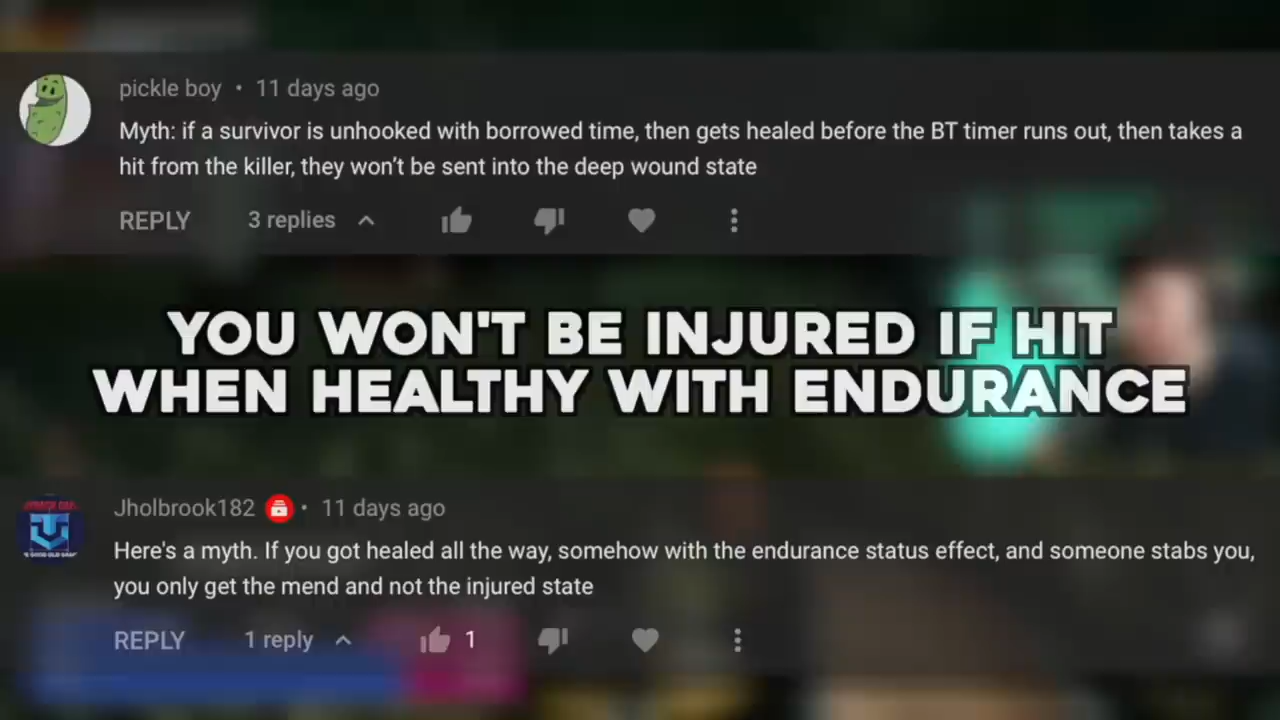 pickle boy • 11 days ago
Myth: if a survivor is unhooked with borrowed time, then gets healed before the BT timer runs out, then takes a
hit from the killer, they won't be sent into the deep wound state
REPLY 3 replies
YOU WON'T BE INJURED IF HIT
WHEN HEALTHY WITH ENDURANCE
Jholbrook182 • 11 days ago
Here's a myth. If you got healed all the way, somehow with the endurance status effect, and someone stabs you,
you only get the mend and not the injured state
REPLY 1 reply 1